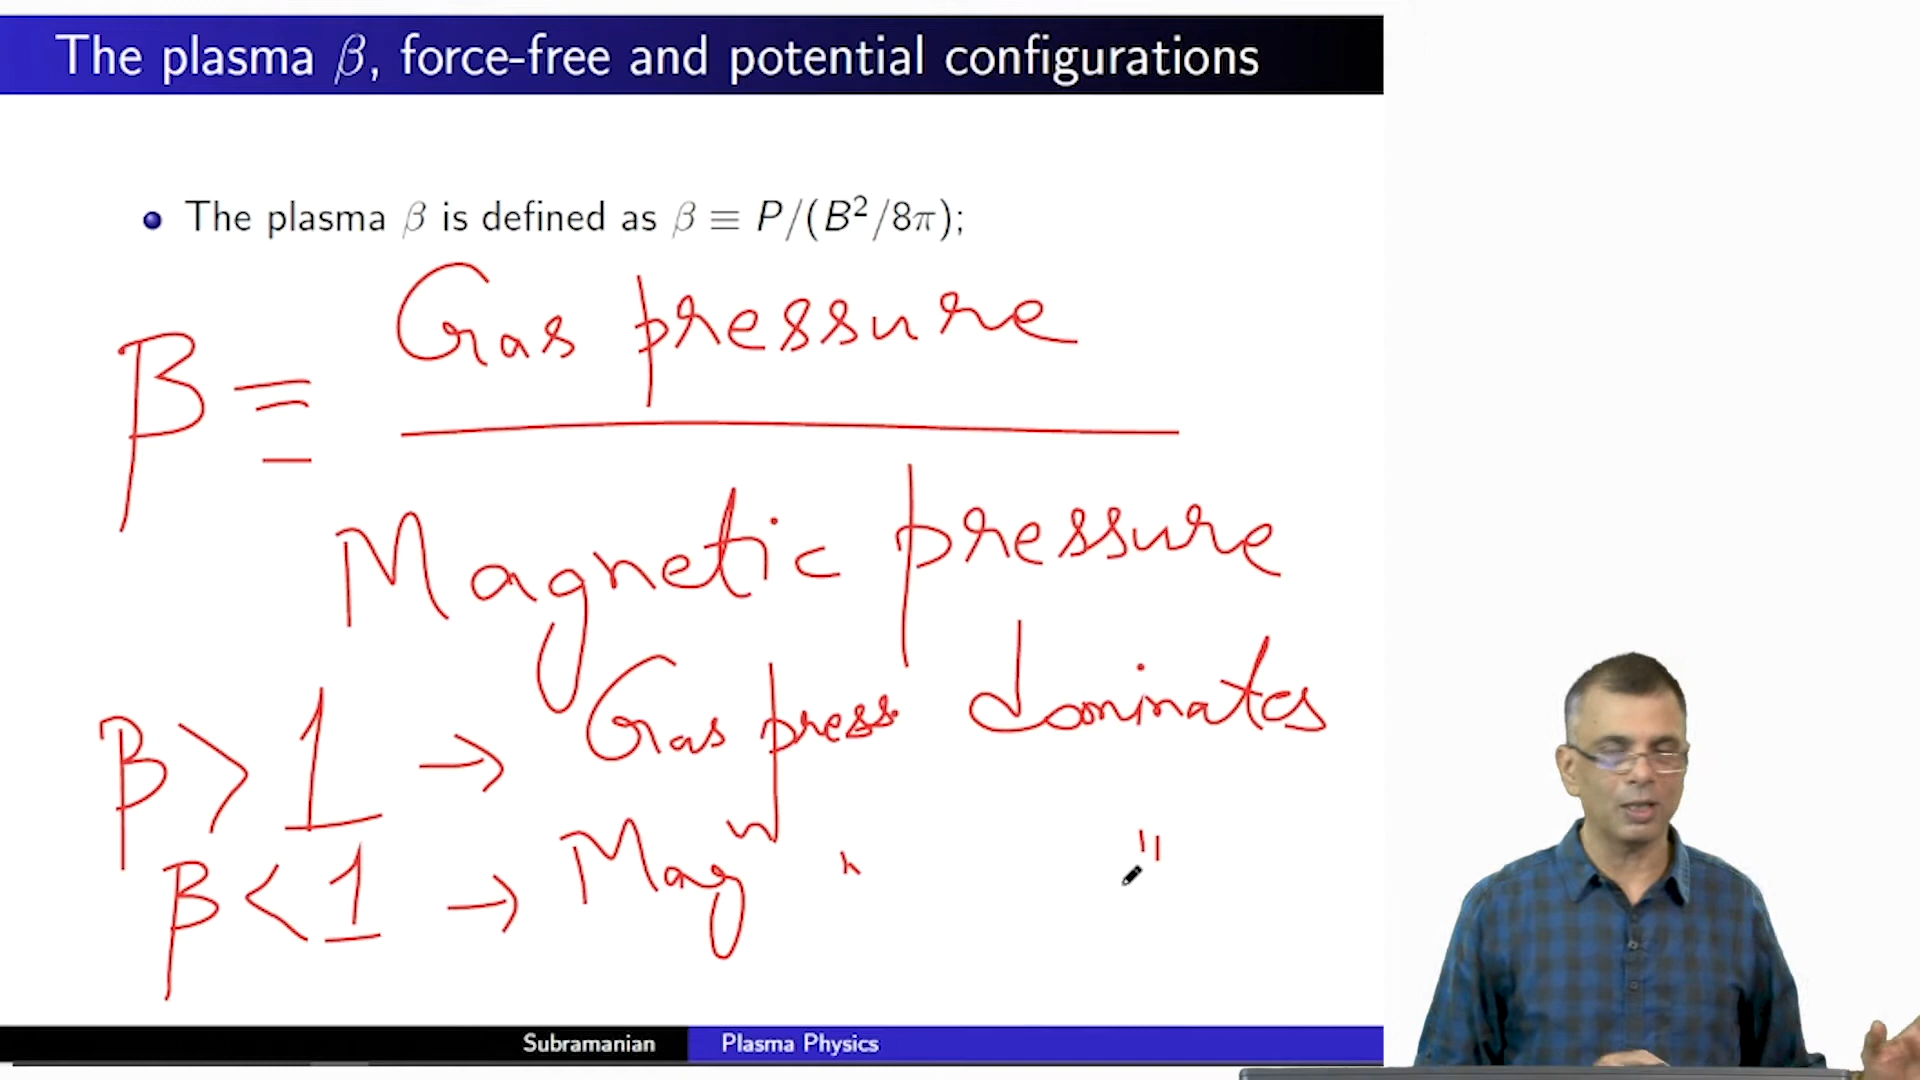 The plasma β, force-free and potential configurations
The plasma β is defined as β ≡ P/(B²/8π);
β ≡ Gas pressure
Magnetic pressure
β > 1 → Gas press dominates
β < 1 → Mag " "
Subramanian Plasma Physics